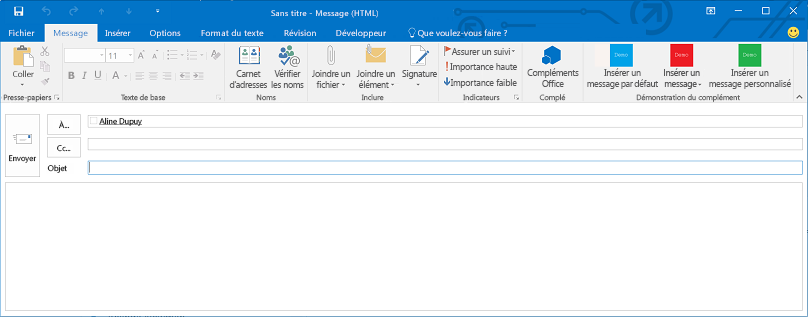 Sans titre - Message (HTML)
Fichier Message Insérer Options Format du texte Révision Développeur Que voulez-vous faire ?
Coller
Presse-papiers
11
G I S A
Texte de base
Carnet d'adresses
Vérifier les noms
Noms
Joindre un fichier
Joindre un élément
Signature
Inclure
Assurer un suivi
Importance haute
Importance faible
Indicateurs
Compléments Office
Complé
Demo
Insérer un message par défaut
Demo
Insérer un message
Demo
Insérer un message personnalisé
Démonstration du complément
Envoyer
À...
Aline Dupuy
Cc...
Objet